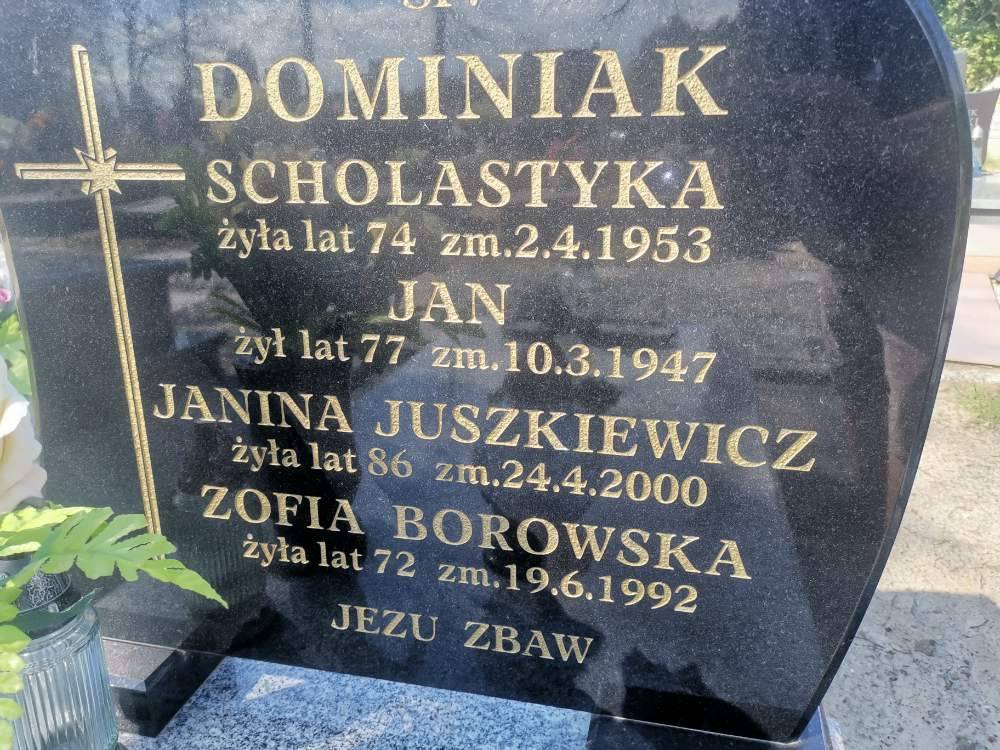 DOMINIAK
SCHOLASTYKA
żyła lat 74 zm.2.4.1953
JAN
żył lat 77 zm.10.3.1947
JANINA JUSZKIEWICZ
żyła lat 86 zm.24.4.2000
ZOFIA BOROWSKA
żyła lat 72 zm.19.6.1992
JEZU ZBAW